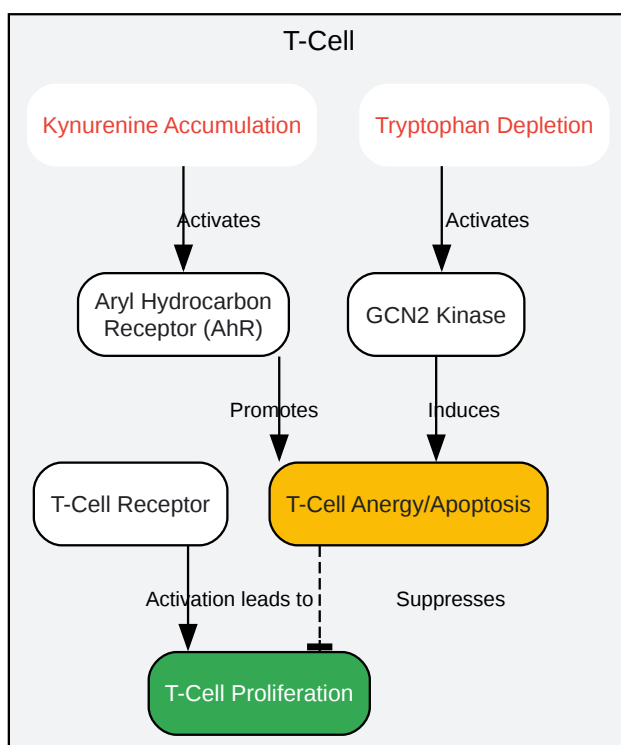 T-Cell
Kynurenine Accumulation
Tryptophan Depletion
Activates
Activates
Aryl Hydrocarbon
Receptor (AhR)
GCN2 Kinase
Promotes
Induces
T-Cell Receptor
T-Cell Anergy/Apoptosis
Activation leads to
Suppresses
T-Cell Proliferation